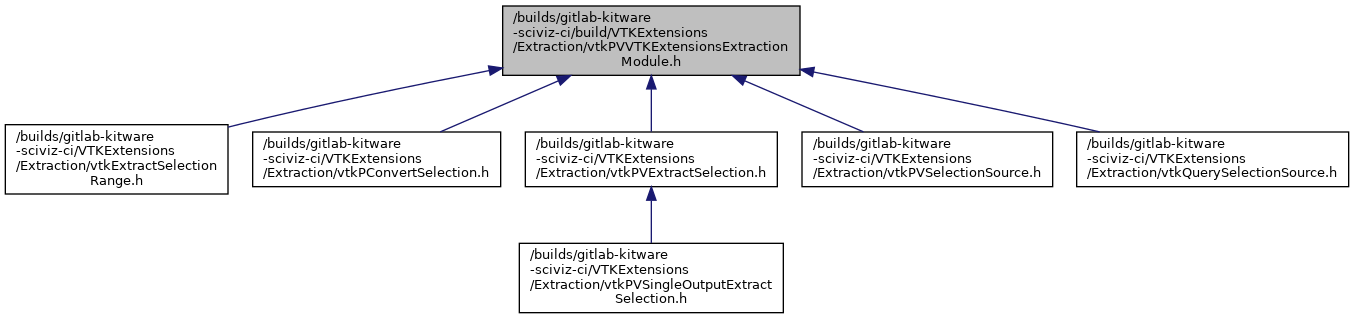 /builds/gitlab-kitware
-sciviz-ci/build/VTKExtensions
/Extraction/vtkPVVTKExtensionsExtraction
Module.h
/builds/gitlab-kitware
-sciviz-ci/VTKExtensions
/Extraction/vtkExtractSelection
Range.h
/builds/gitlab-kitware
-sciviz-ci/VTKExtensions
/Extraction/vtkPConvertSelection.h
/builds/gitlab-kitware
-sciviz-ci/VTKExtensions
/Extraction/vtkPVExtractSelection.h
/builds/gitlab-kitware
-sciviz-ci/VTKExtensions
/Extraction/vtkPVSelectionSource.h
/builds/gitlab-kitware
-sciviz-ci/VTKExtensions
/Extraction/vtkQuerySelectionSource.h
/builds/gitlab-kitware
-sciviz-ci/VTKExtensions
/Extraction/vtkPVSingleOutputExtract
Selection.h